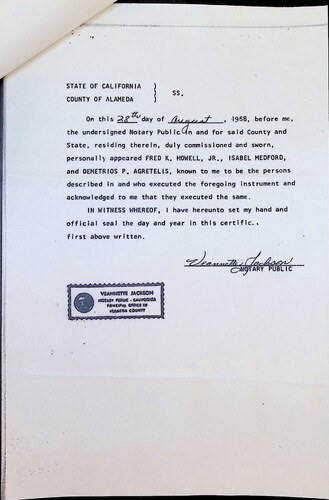 STATE OF CALIFORNIA )
COUNTY OF ALAMEDA ) SS.
On this 28th day of August, 1968, before me,
the undersigned Notary Public in and for said County and
State, residing therein, duly commissioned and sworn,
personally appeared FRED K. HOWELL, JR., ISABEL MEDFORD,
and DEMETRIOS P. AGRETELIS, known to me to be the persons
described in and who executed the foregoing instrument and
acknowledged to me that they executed the same.
IN WITNESS WHEREOF, I have hereunto set my hand and
official seal the day and year in this certific..
first above written.
Veannette Jackson
NOTARY PUBLIC
VEANNETTE JACKSON
NOTARY PUBLIC - CALIFORNIA
PRINCIPAL OFFICE IN
ALAMEDA COUNTY